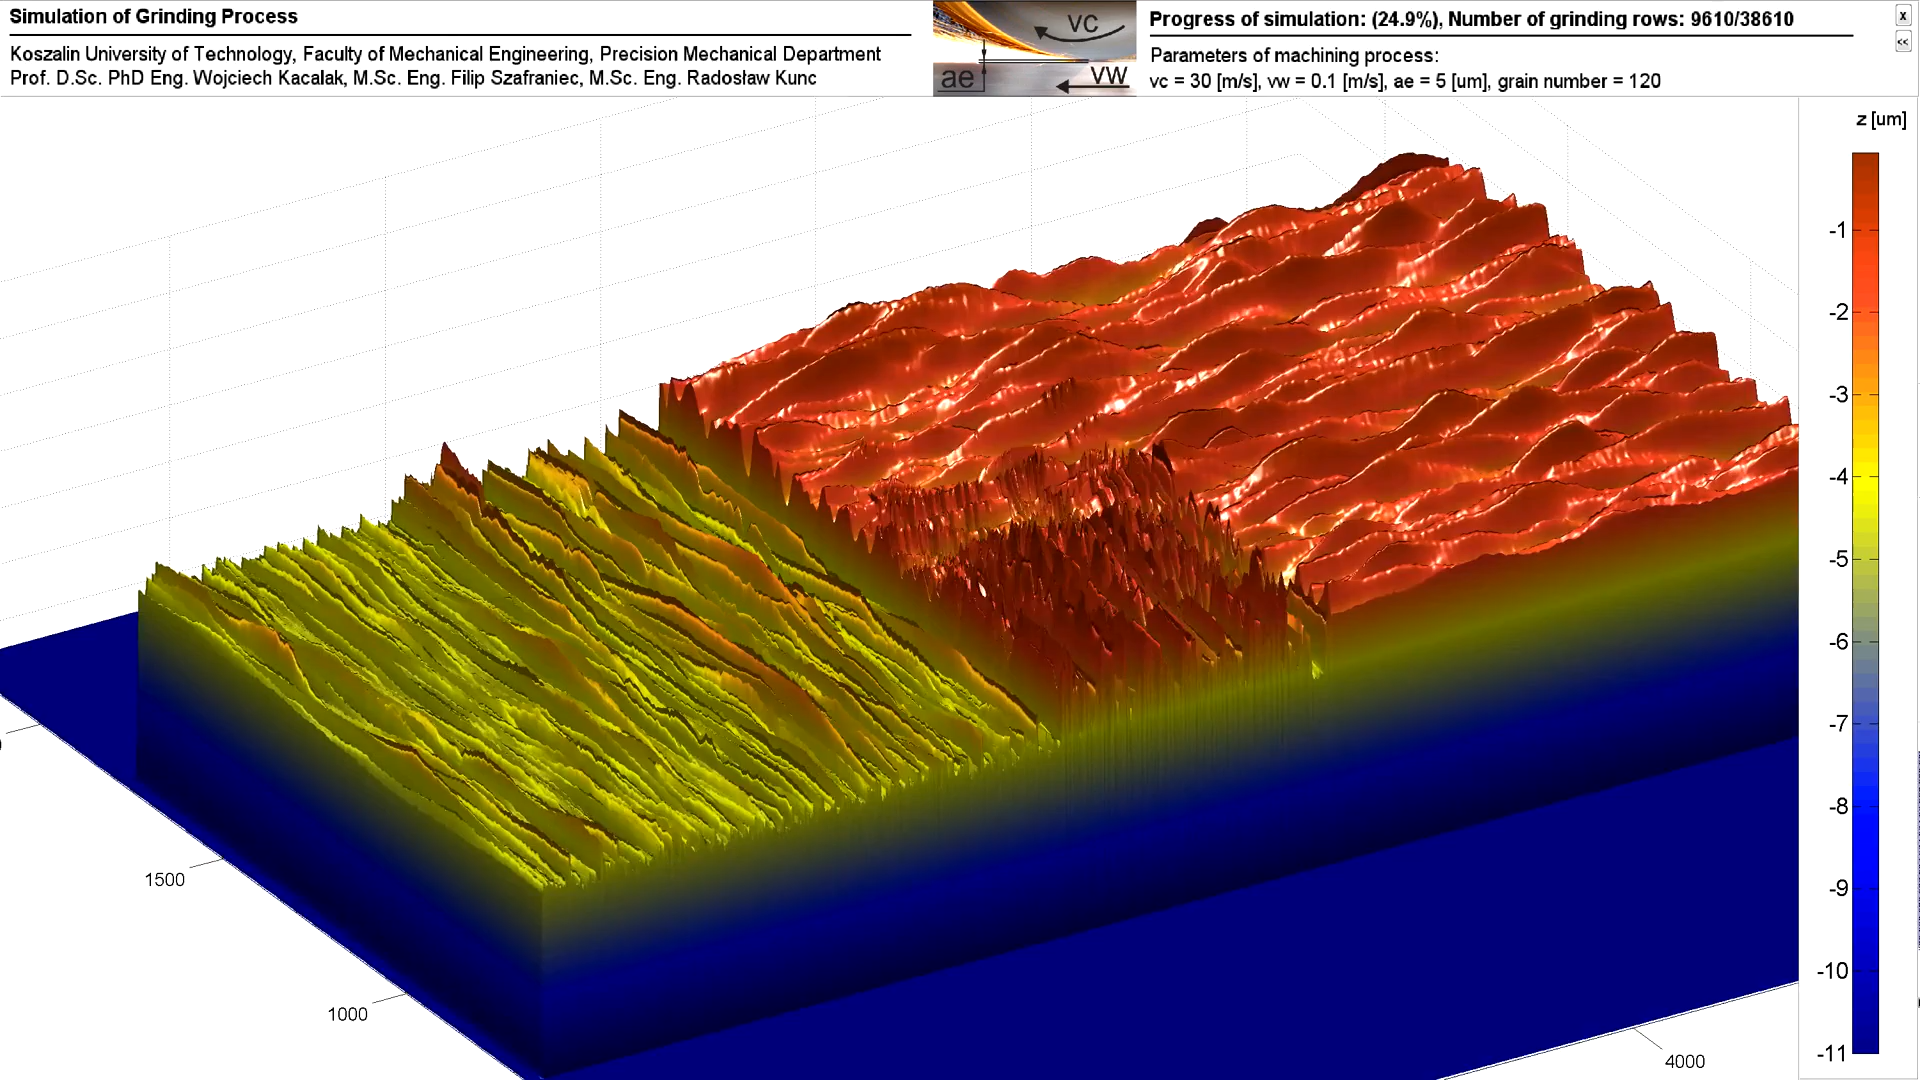 Simulation of Grinding Process
Koszalin University of Technology, Faculty of Mechanical Engineering, Precision Mechanical Department
Prof. D.Sc. PhD Eng. Wojciech Kacalak, M.Sc. Eng. Filip Szafraniec, M.Sc. Eng. Radosław Kunc
vc
ae
vw
Progress of simulation: (24.9%), Number of grinding rows: 9610/38610
Parameters of machining process:
vc = 30 [m/s], vw = 0.1 [m/s], ae = 5 [um], grain number = 120
x
<<
z [um]
-1
-2
-3
-4
-5
-6
-7
-8
-9
-10
-11
1500
1000
4000